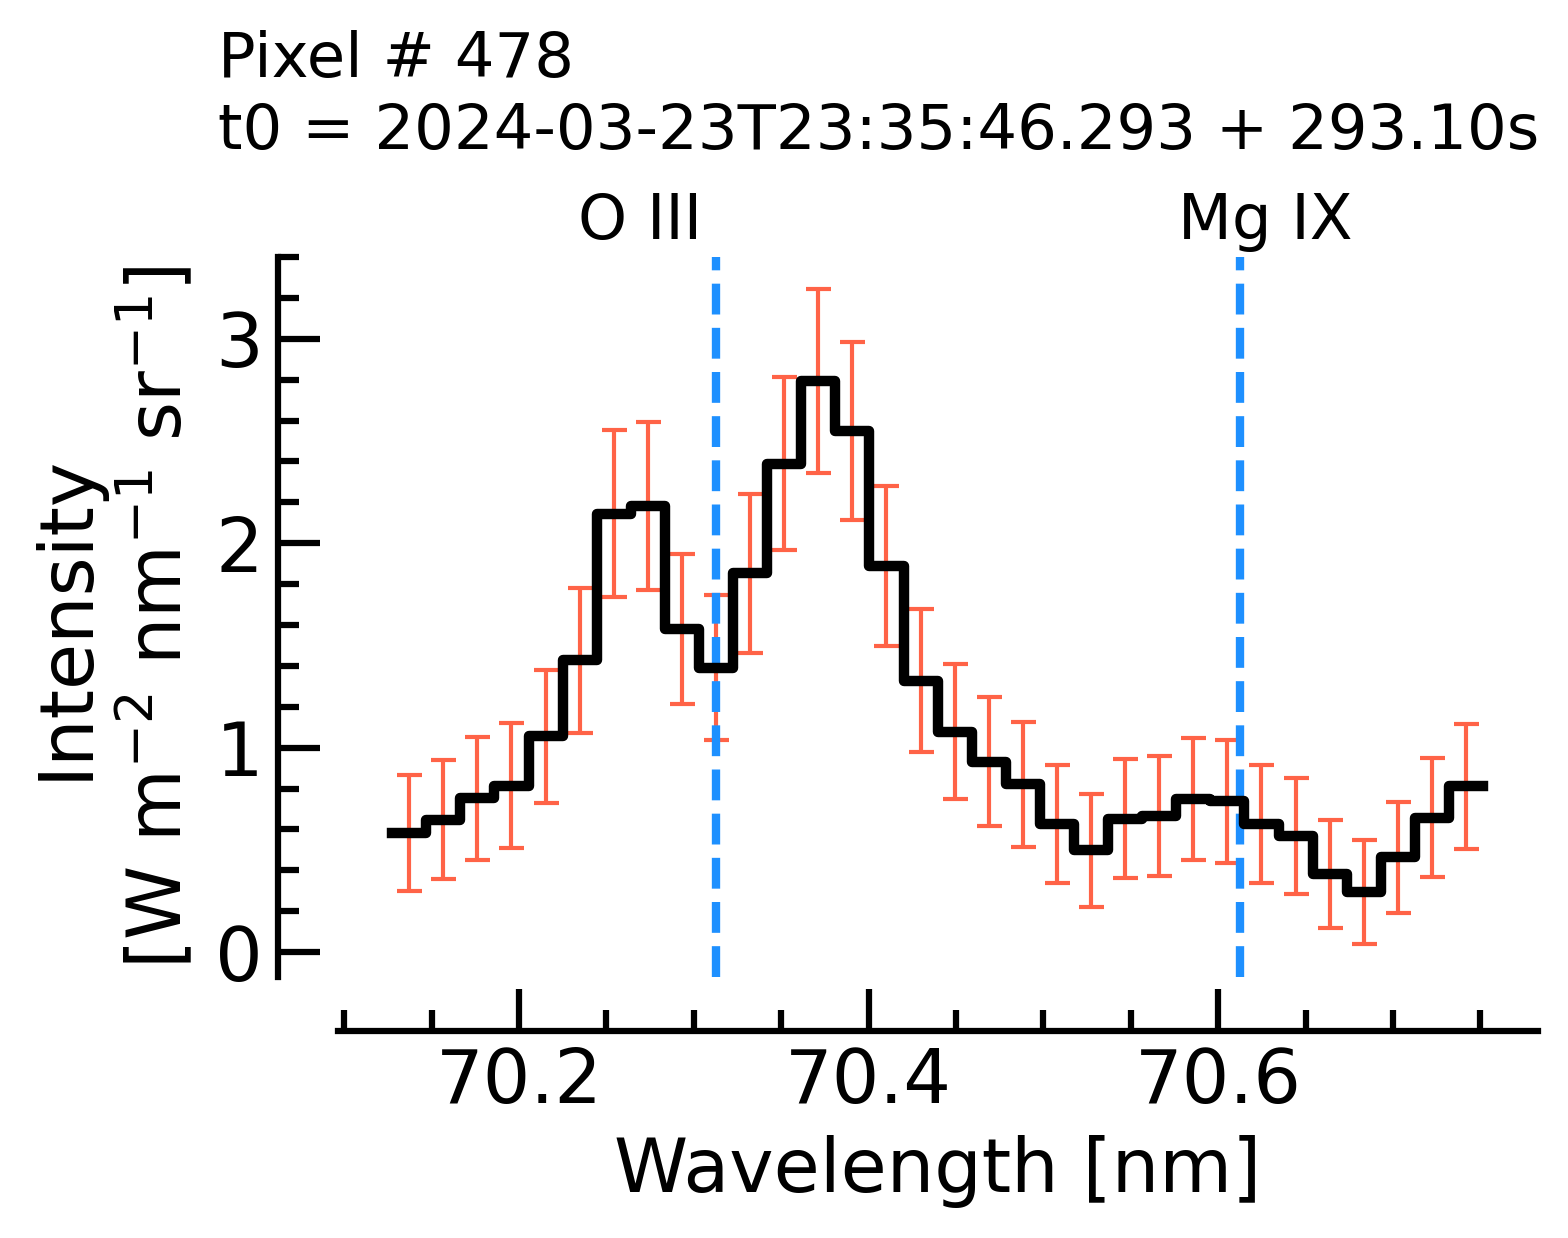 Pixel # 478
t0 = 2024-03-23T23:35:46.293 + 293.10s
O III
Mg IX
Intensity
[W m⁻² nm⁻¹ sr⁻¹]
3
2
1
0
70.2
70.4
70.6
Wavelength [nm]